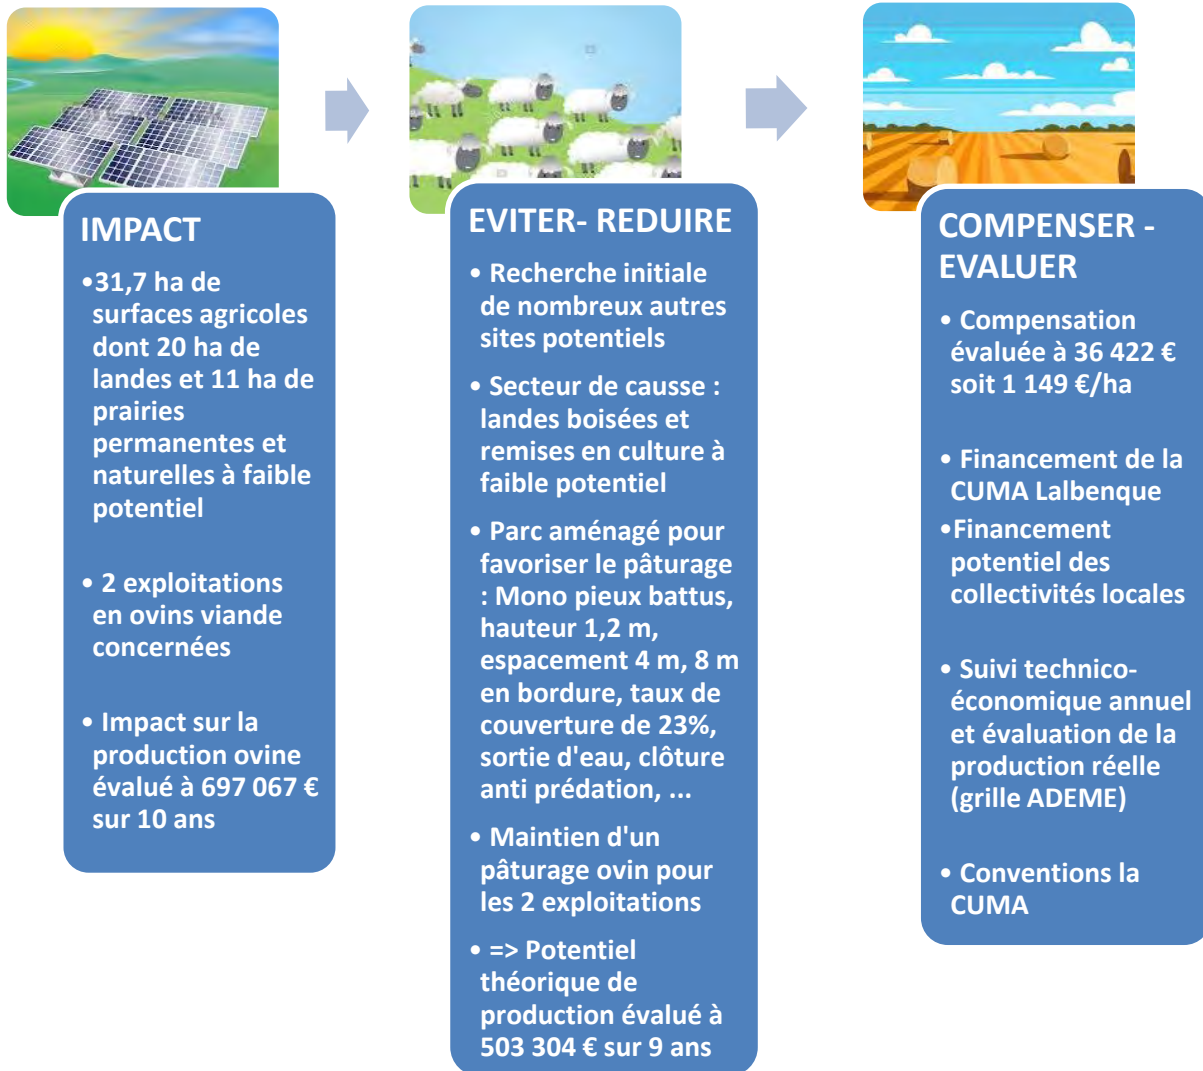 IMPACT
•31,7 ha de
surfaces agricoles
dont 20 ha de
landes et 11 ha de
prairies
permanentes et
naturelles à faible
potentiel
• 2 exploitations
en ovins viande
concernées
• Impact sur la
production ovine
évalué à 697 067 €
sur 10 ans
EVITER- REDUIRE
• Recherche initiale
de nombreux autres
sites potentiels
• Secteur de causse :
landes boisées et
remises en culture à
faible potentiel
• Parc aménagé pour
favoriser le pâturage
: Mono pieux battus,
hauteur 1,2 m,
espacement 4 m, 8 m
en bordure, taux de
couverture de 23%,
sortie d'eau, clôture
anti prédation, ...
• Maintien d'un
pâturage ovin pour
les 2 exploitations
• => Potentiel
théorique de
production évalué à
503 304 € sur 9 ans
COMPENSER -
EVALUER
• Compensation
évaluée à 36 422 €
soit 1 149 €/ha
• Financement de la
CUMA Lalbenque
•Financement
potentiel des
collectivités locales
• Suivi technico-
économique annuel
et évaluation de la
production réelle
(grille ADEME)
• Conventions la
CUMA